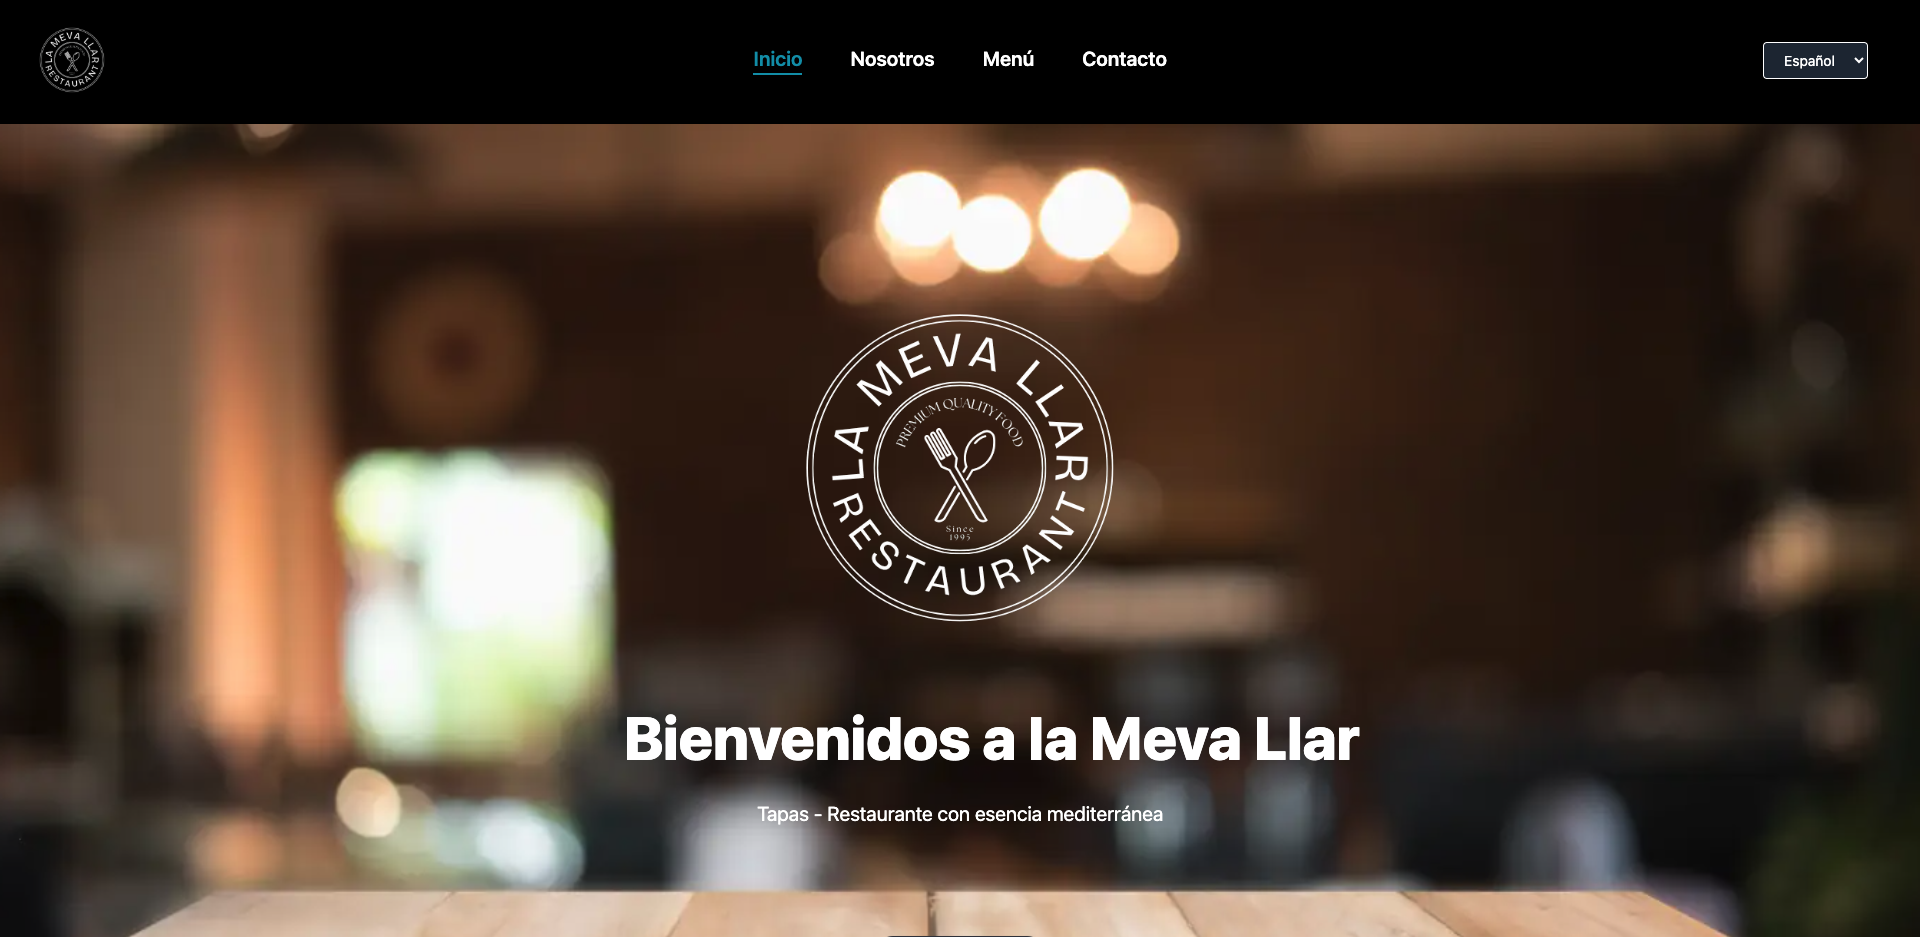 LA MEVA LLAR
RESTAURANT
Inicio
Nosotros
Menú
Contacto
Español
LA MEVA LLAR
PREMIUM QUALITY FOOD
Since
1995
RESTAURANT
Bienvenidos a la Meva Llar
Tapas - Restaurante con esencia mediterránea